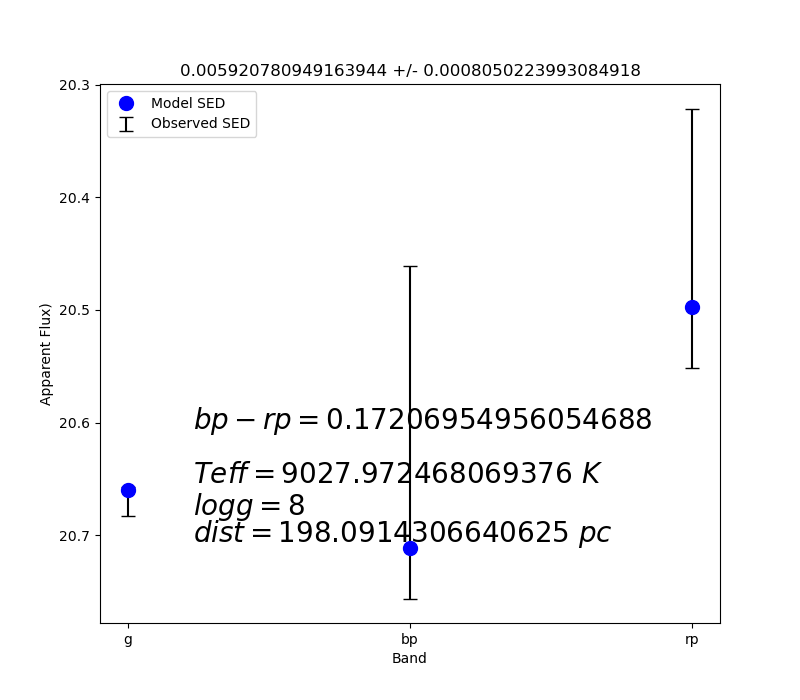 0.005920780949163944 +/- 0.0008050223993084918
Model SED
Observed SED
20.3
20.4
20.5
20.6
20.7
Apparent Flux)
bp − rp = 0.17206954956054688
Teff = 9027.972468069376 K
logg = 8
dist = 198.0914306640625 pc
g bp rp
Band